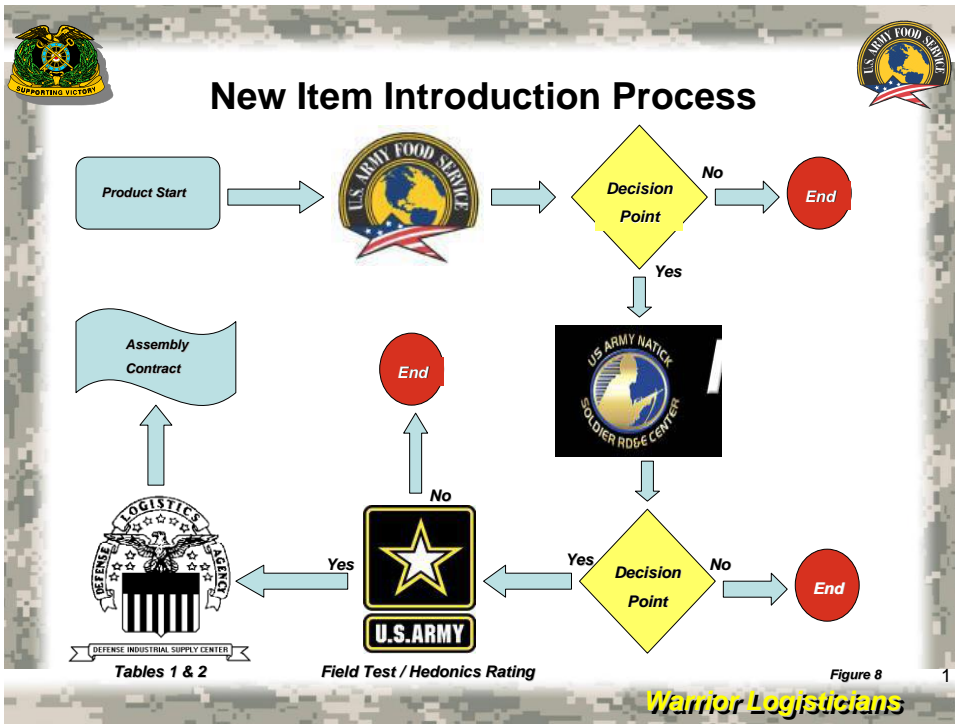 SUPPORTING VICTORY
U.S. ARMY FOOD SERVICE
New Item Introduction Process
Product Start
U.S. ARMY FOOD SERVICE
Decision
Point
No
End
Yes
US ARMY NATICK
SOLDIER RD&E CENTER
Decision
Point
No
End
Yes
U.S.ARMY
Field Test / Hedonics Rating
No
End
Yes
DEFENSE LOGISTICS AGENCY
DEFENSE INDUSTRIAL SUPPLY CENTER
Tables 1 & 2
Assembly
Contract
Figure 8
1
Warrior Logisticians